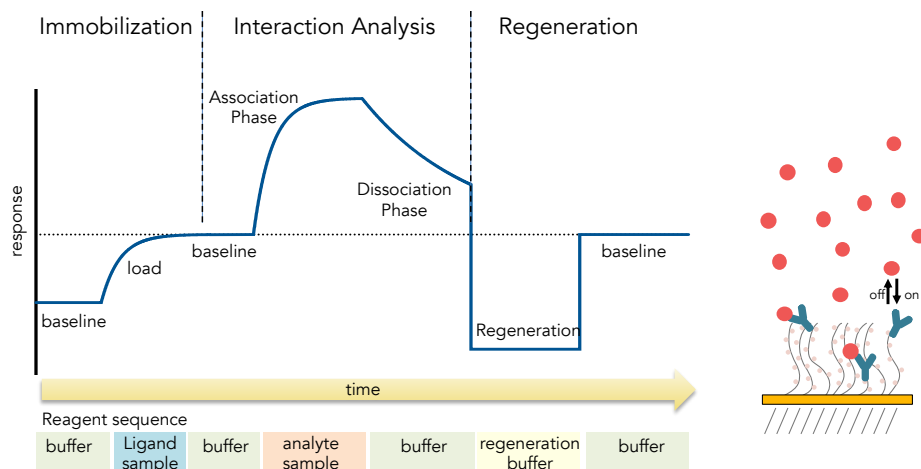 Immobilization
Interaction Analysis
Regeneration
Association
Phase
Dissociation
Phase
response
load
baseline
baseline
baseline
Regeneration
off
on
time
Reagent sequence
buffer
Ligand
sample
buffer
analyte
sample
buffer
regeneration
buffer
buffer